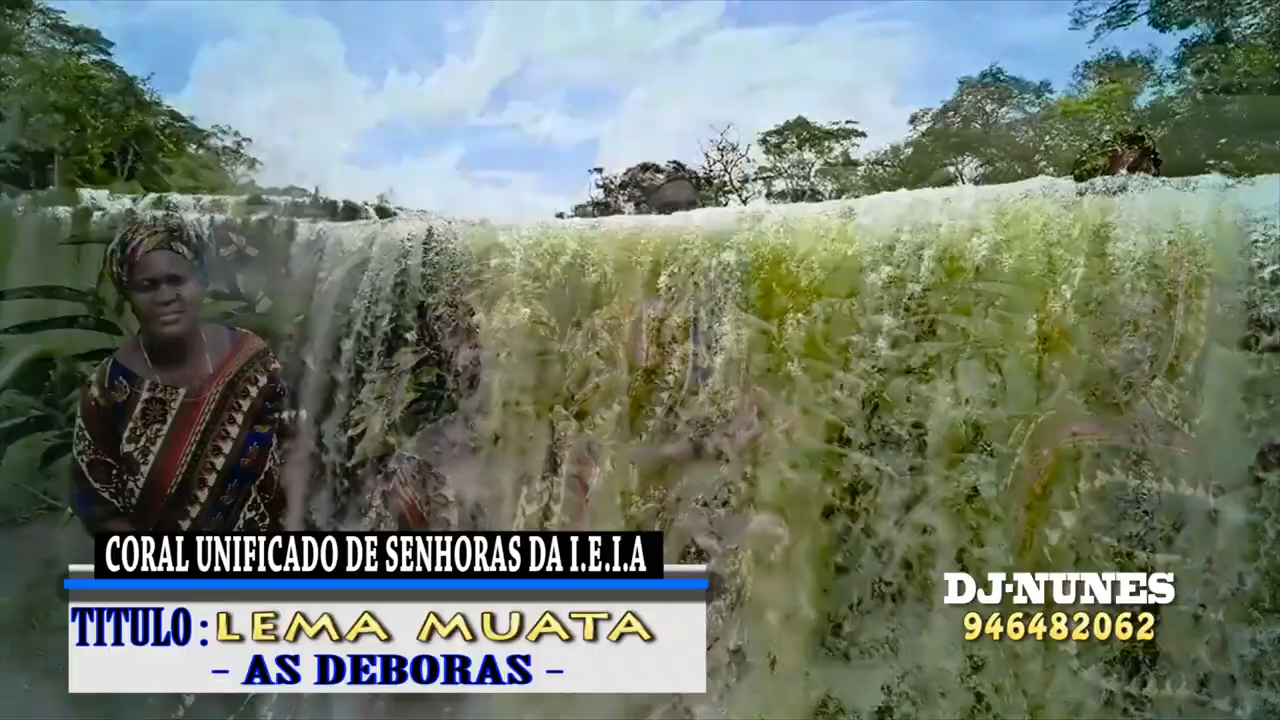 CORAL UNIFICADO DE SENHORAS DA I.E.I.A
TITULO : LEMA MUATA
- AS DEBORAS -
DJ-NUNES
946482062